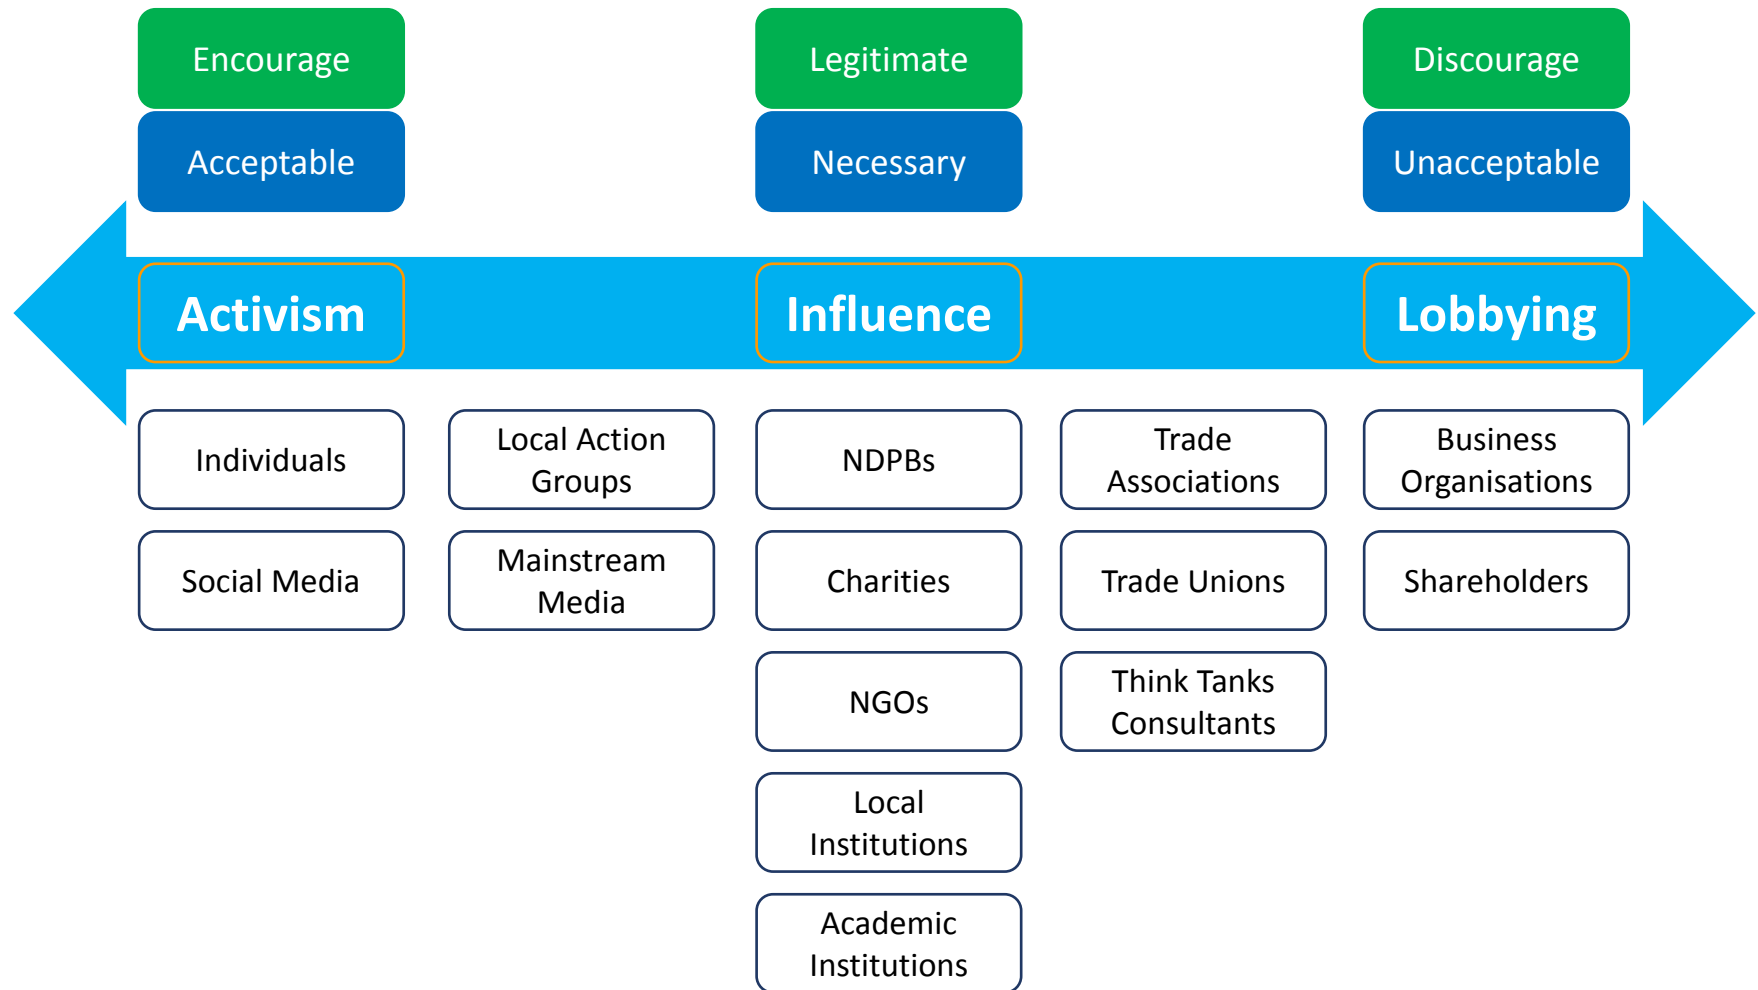 Encourage
Legitimate
Discourage
Acceptable
Necessary
Unacceptable
Activism
Influence
Lobbying
Individuals
Local Action
Groups
NDPBs
Trade
Associations
Business
Organisations
Social Media
Mainstream
Media
Charities
Trade Unions
Shareholders
NGOs
Think Tanks
Consultants
Local
Institutions
Academic
Institutions